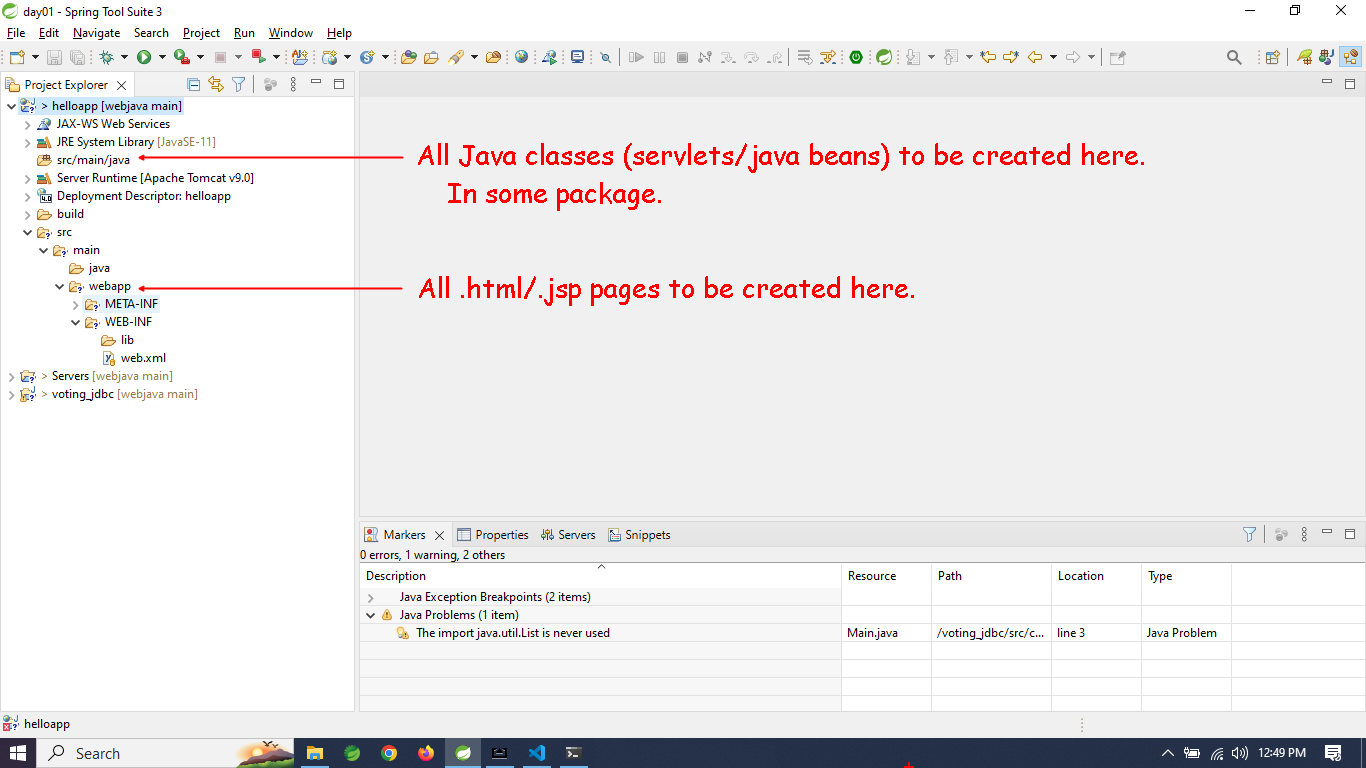 day01 - Spring Tool Suite 3
File Edit Navigate Search Project Run Window Help
Project Explorer
> helloapp [webjava main]
JAX-WS Web Services
JRE System Library [JavaSE-11]
src/main/java
Server Runtime [Apache Tomcat v9.0]
Deployment Descriptor: helloapp
build
src
main
java
webapp
META-INF
WEB-INF
lib
web.xml
> Servers [webjava main]
> voting_jdbc [webjava main]
All Java classes (servlets/java beans) to be created here.
In some package.
All .html/.jsp pages to be created here.
Markers Properties Servers Snippets
0 errors, 1 warning, 2 others
Description Resource Path Location Type
Java Exception Breakpoints (2 items)
Java Problems (1 item)
The import java.util.List is never used Main.java /voting_jdbc/src/c... line 3 Java Problem
helloapp
Search
12:49 PM